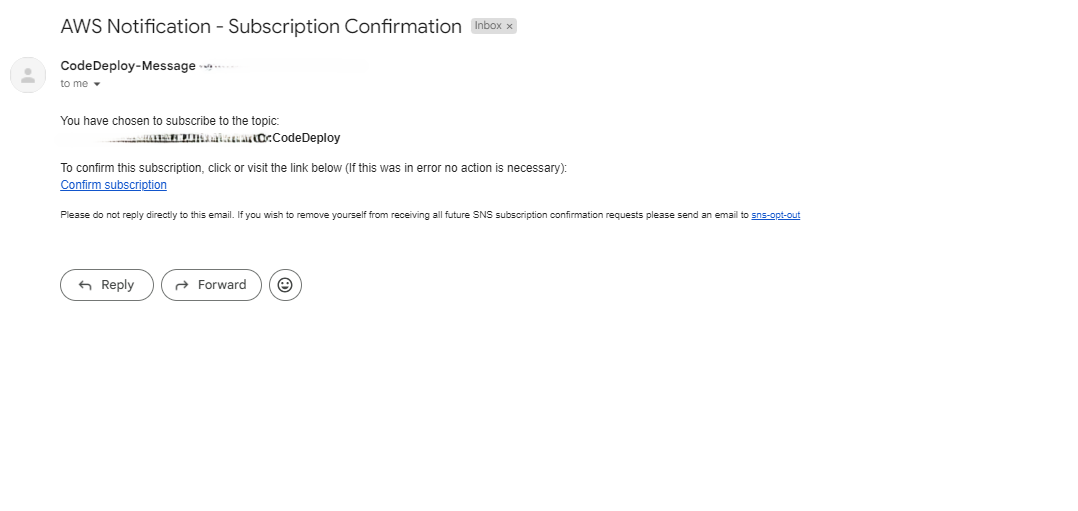 AWS Notification - Subscription Confirmation Inbox x
CodeDeploy-Message
to me
You have chosen to subscribe to the topic:
CodeDeploy
To confirm this subscription, click or visit the link below (If this was in error no action is necessary):
Confirm subscription
Please do not reply directly to this email. If you wish to remove yourself from receiving all future SNS subscription confirmation requests please send an email to sns-opt-out
Reply Forward